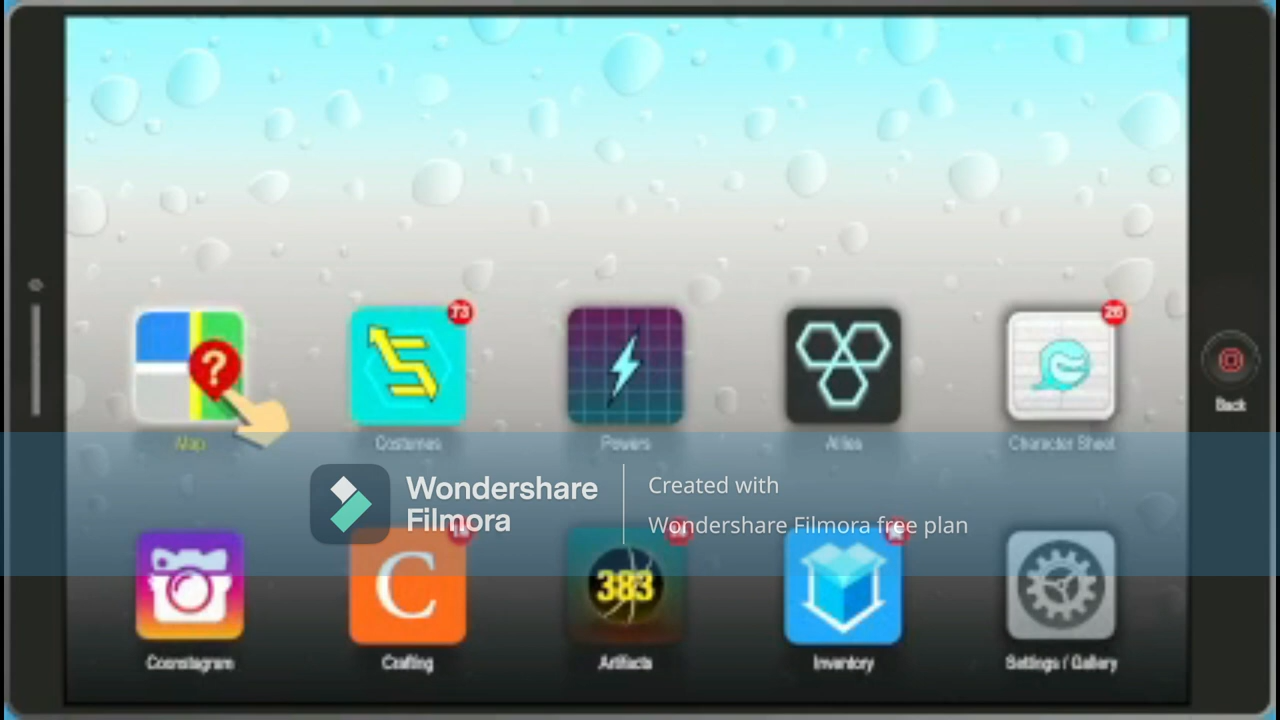 ?
73
26
Back
Map
Costumes
Powers
Allies
Character Sheet
Wondershare
Filmora
Created with
Wondershare Filmora free plan
C
383
Coonstagram
Crafting
Artifacts
Inventory
Settings / Gallery